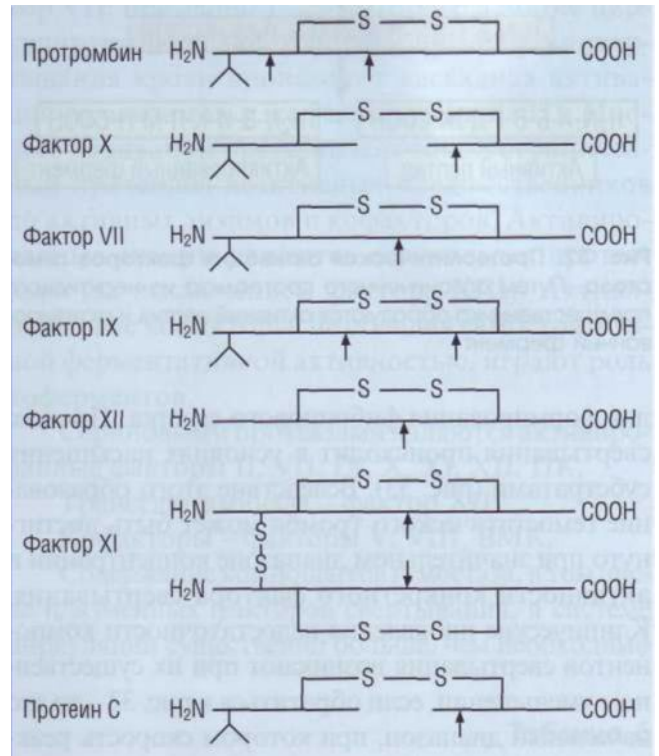 S S
Протромбин H₂N COOH
S S
Фактор X H₂N COOH
S S
Фактор VII H₂N COOH
S S
Фактор IX H₂N COOH
S S
Фактор XII H₂N COOH
S S
H₂N COOH
S
Фактор XI
S
H₂N COOH
S S
S S
Протеин С H₂N COOH